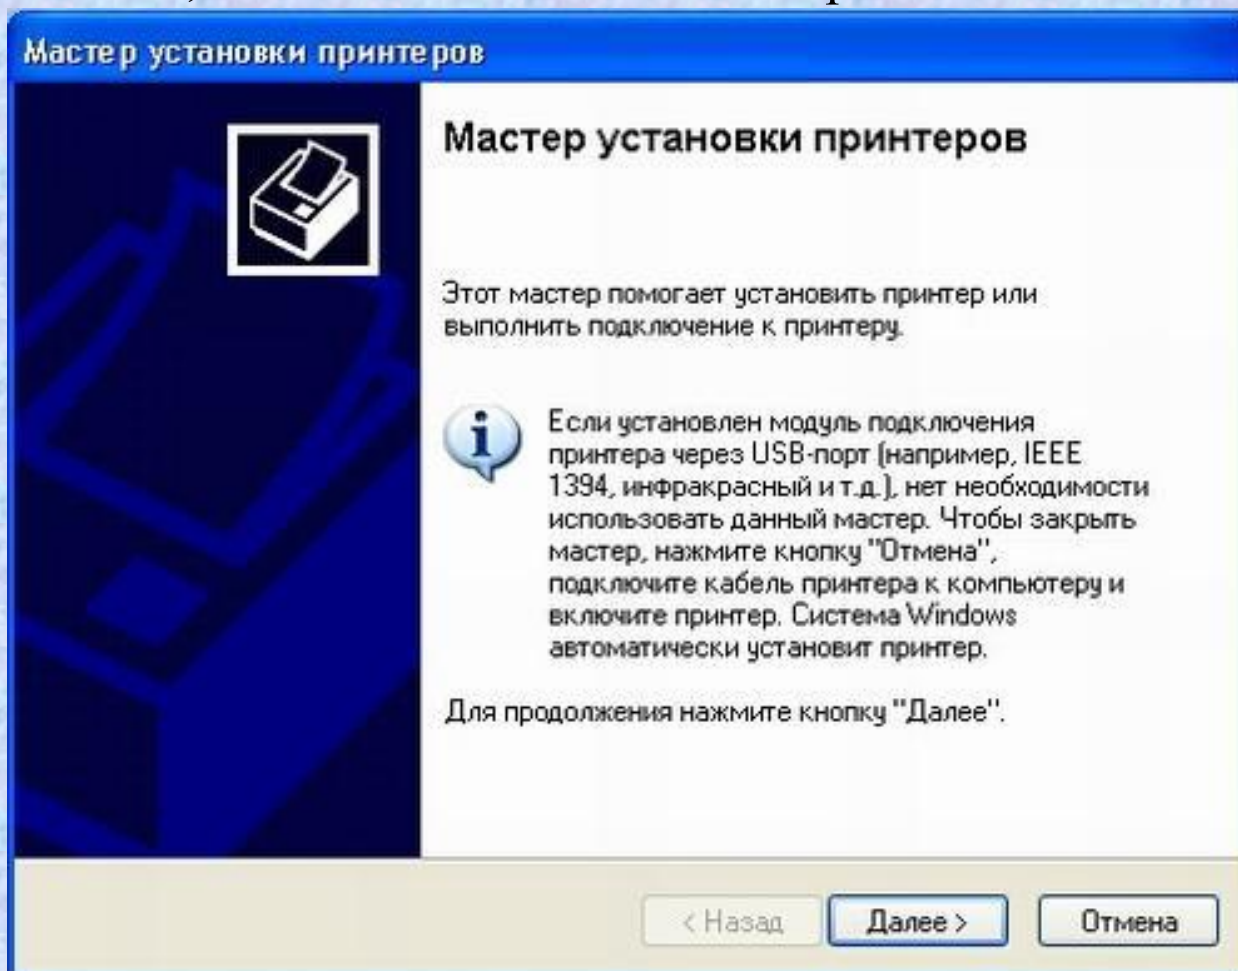 Мастер установки принтеров
Мастер установки принтеров
Этот мастер помогает установить принтер или
выполнить подключение к принтеру.
Если установлен модуль подключения
принтера через USB-порт (например, IEEE
1394, инфракрасный и т.д.), нет необходимости
использовать данный мастер. Чтобы закрыть
мастер, нажмите кнопку "Отмена",
подключите кабель принтера к компьютеру и
включите принтер. Система Windows
автоматически установит принтер.
Для продолжения нажмите кнопку "Далее".
< Назад Далее > Отмена